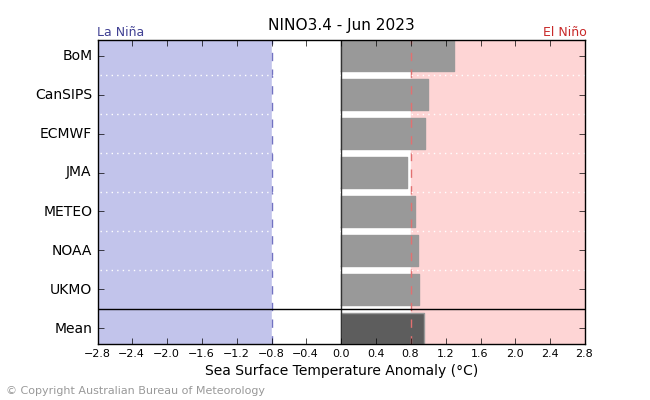 NINO3.4 - Jun 2023
La Niña El Niño
BoM
CanSIPS
ECMWF
JMA
METEO
NOAA
UKMO
Mean
−2.8 −2.4 −2.0 −1.6 −1.2 −0.8 −0.4 0.0 0.4 0.8 1.2 1.6 2.0 2.4 2.8
Sea Surface Temperature Anomaly (°C)
© Copyright Australian Bureau of Meteorology